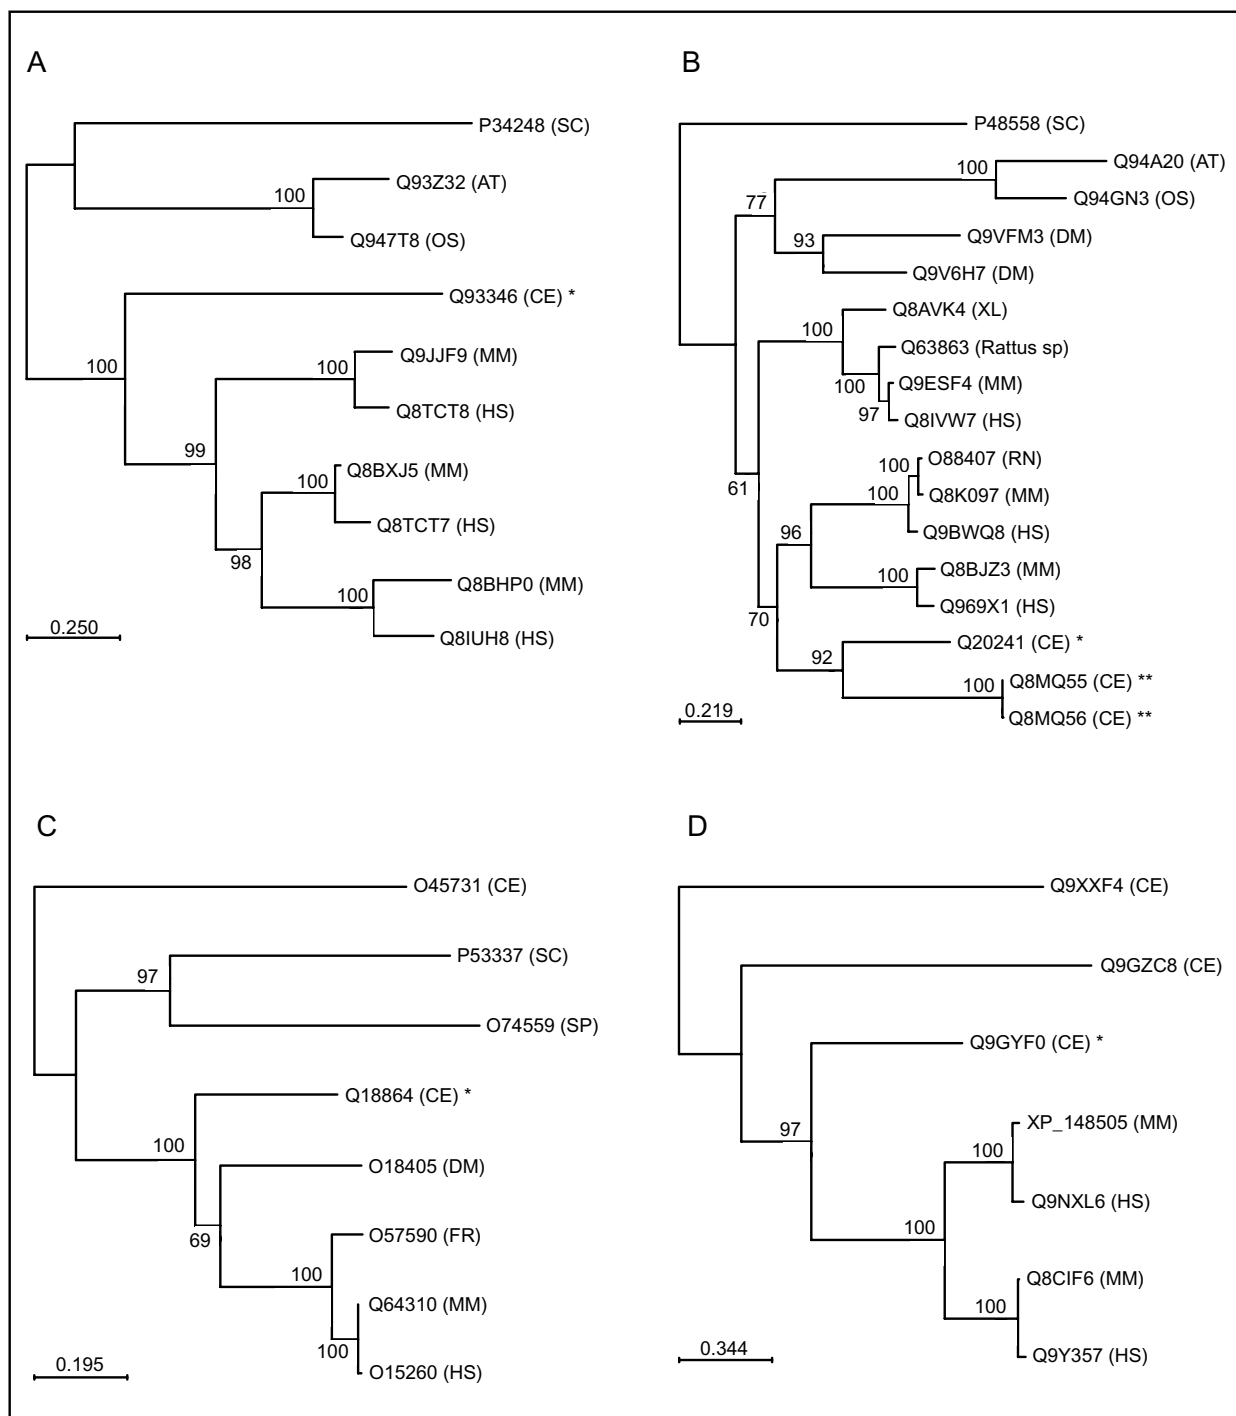 A
P34248 (SC)
Q93Z32 (AT)
100
Q947T8 (OS)
Q93346 (CE) *
100
Q9JJF9 (MM)
100
Q8TCT8 (HS)
99
Q8BXJ5 (MM)
100
Q8TCT7 (HS)
98
Q8BHP0 (MM)
100
Q8IUH8 (HS)
0.250
B
P48558 (SC)
Q94A20 (AT)
100
Q94GN3 (OS)
77
Q9VFM3 (DM)
93
Q9V6H7 (DM)
Q8AVK4 (XL)
100
Q63863 (Rattus sp)
100
Q9ESF4 (MM)
97
Q8IVW7 (HS)
61
O88407 (RN)
100
Q8K097 (MM)
100
Q9BWQ8 (HS)
96
Q8BJZ3 (MM)
100
Q969X1 (HS)
70
Q20241 (CE) *
92
Q8MQ55 (CE) **
100
Q8MQ56 (CE) **
0.219
C
O45731 (CE)
P53337 (SC)
97
O74559 (SP)
Q18864 (CE) *
100
O18405 (DM)
69
O57590 (FR)
100
Q64310 (MM)
100
O15260 (HS)
0.195
D
Q9XXF4 (CE)
Q9GZC8 (CE)
Q9GYF0 (CE) *
97
XP_148505 (MM)
100
Q9NXL6 (HS)
100
Q8CIF6 (MM)
100
Q9Y357 (HS)
0.344